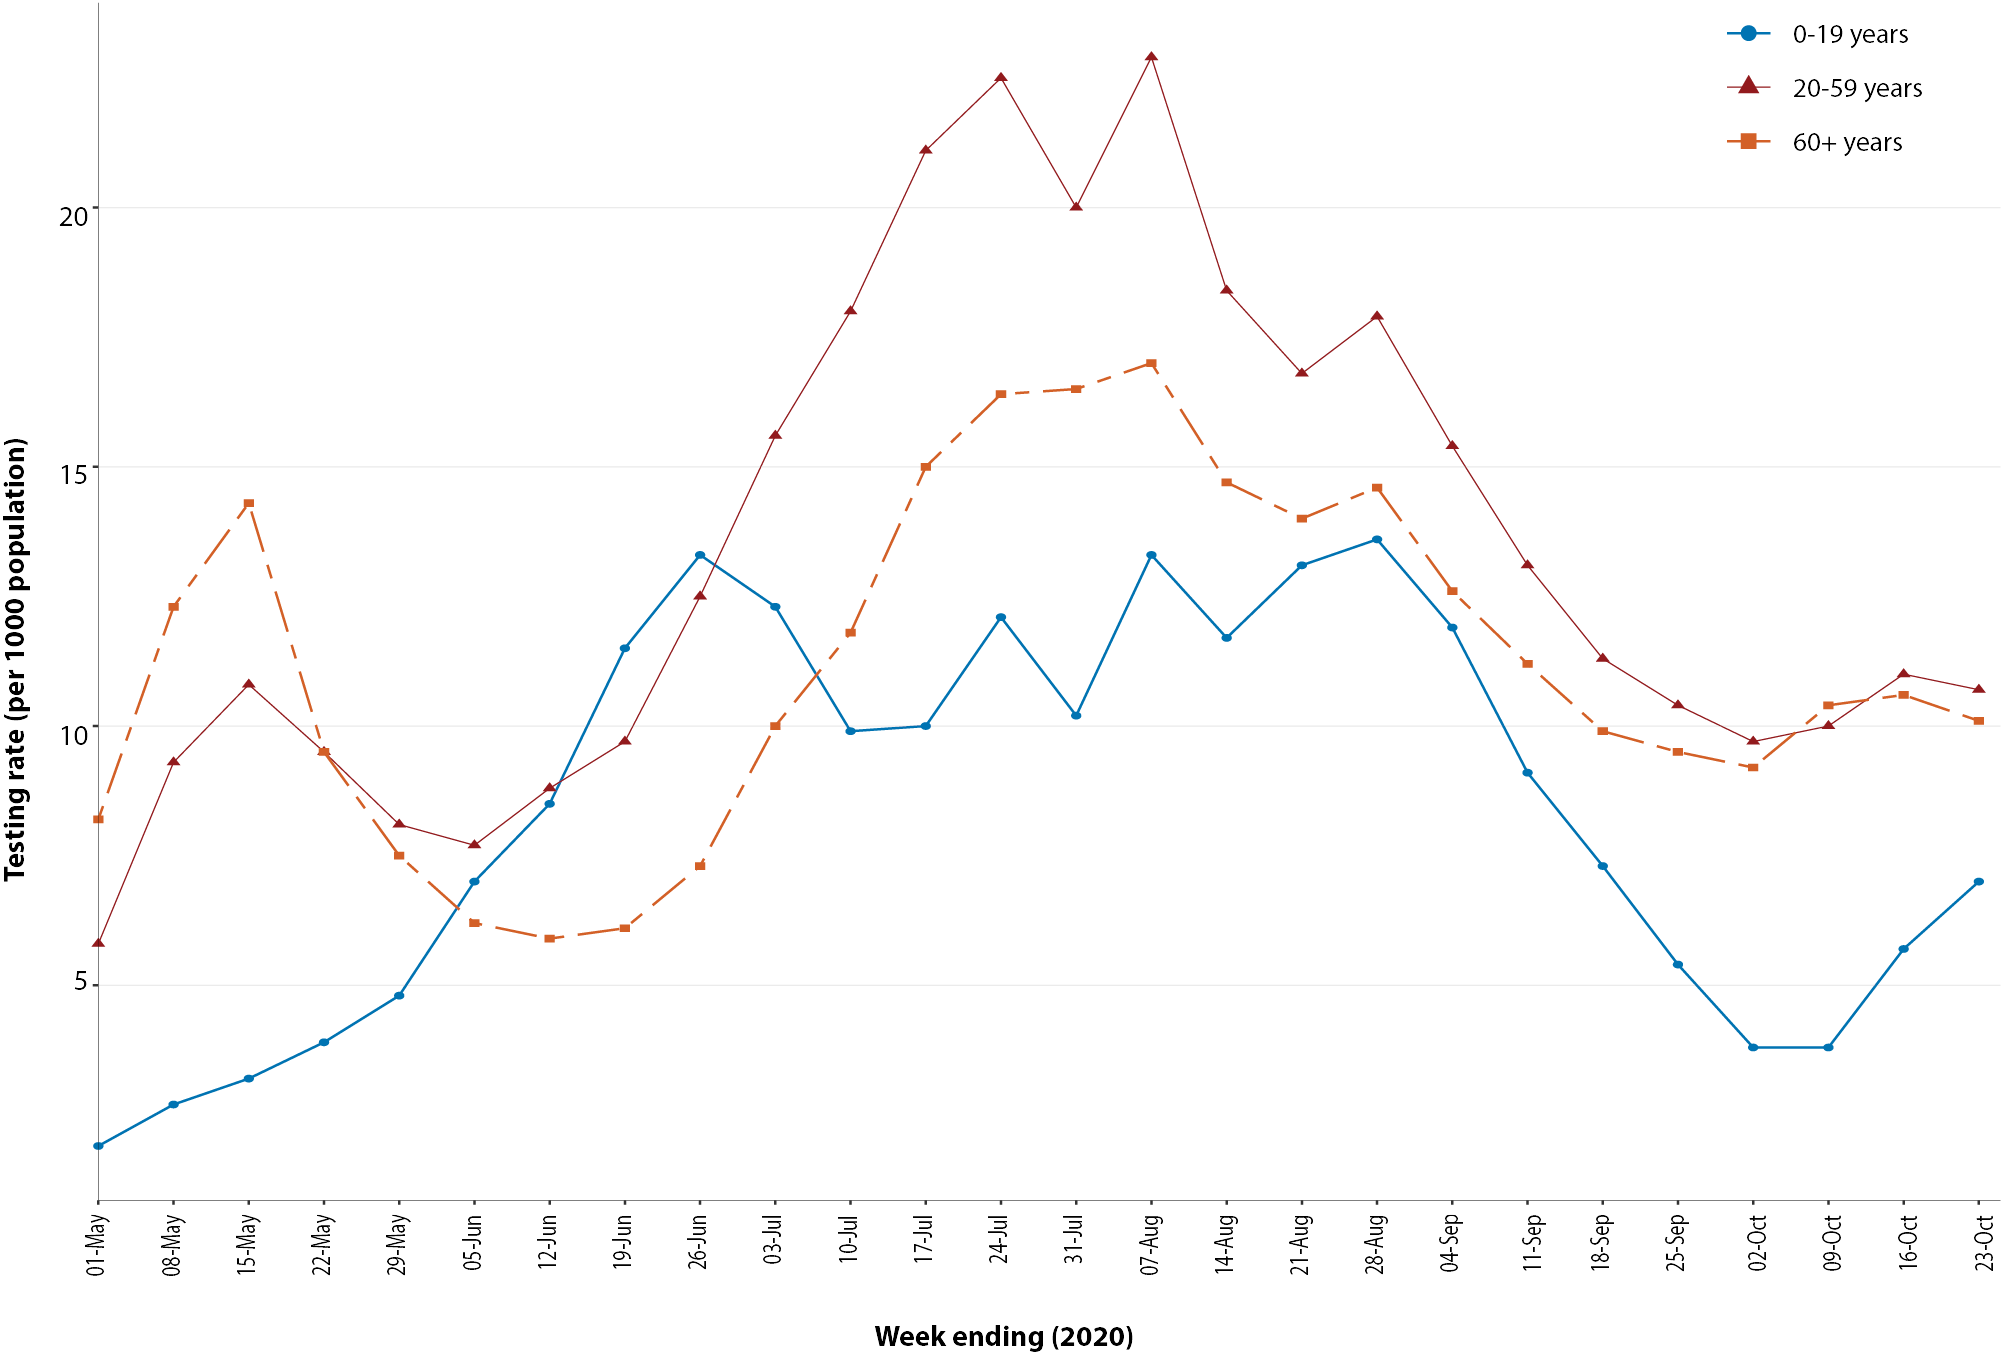 0-19 years
20-59 years
60+ years
Testing rate (per 1000 population)
20
15
10
5
01-May
08-May
15-May
22-May
29-May
05-Jun
12-Jun
19-Jun
26-Jun
03-Jul
10-Jul
17-Jul
24-Jul
31-Jul
07-Aug
14-Aug
21-Aug
28-Aug
04-Sep
11-Sep
18-Sep
25-Sep
02-Oct
09-Oct
16-Oct
23-Oct
Week ending (2020)